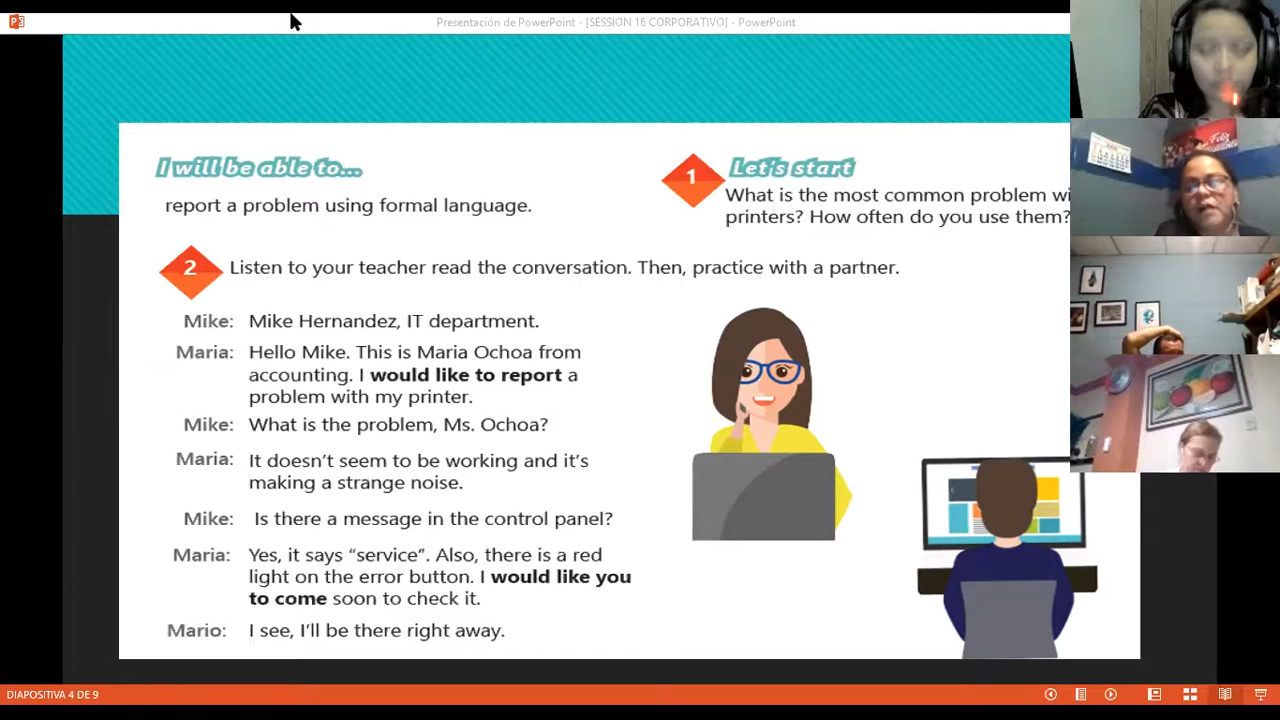 Presentación de PowerPoint - [SESSION 16 CORPORATIVO] - PowerPoint
I will be able to...
report a problem using formal language.
1 Let's start
What is the most common problem wi
printers? How often do you use them?
2 Listen to your teacher read the conversation. Then, practice with a partner.
Mike: Mike Hernandez, IT department.
Maria: Hello Mike. This is Maria Ochoa from
accounting. I would like to report a
problem with my printer.
Mike: What is the problem, Ms. Ochoa?
Maria: It doesn't seem to be working and it's
making a strange noise.
Mike: Is there a message in the control panel?
Maria: Yes, it says “service”. Also, there is a red
light on the error button. I would like you
to come soon to check it.
Mario: I see, I'll be there right away.
DIAPOSITIVA 4 DE 9